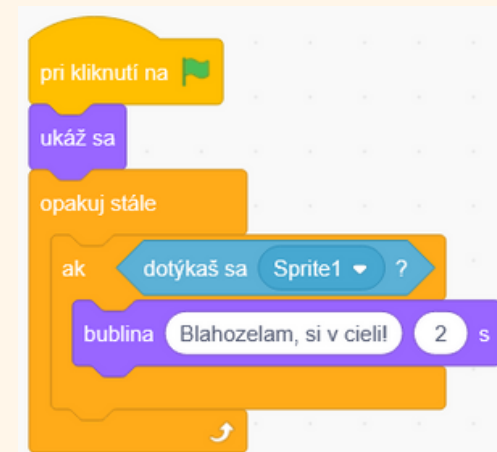 pri kliknutí na
ukáž sa
opakuj stále
ak dotýkaš sa Sprite1 ?
bublina Blahozelam, si v cieli! 2 s